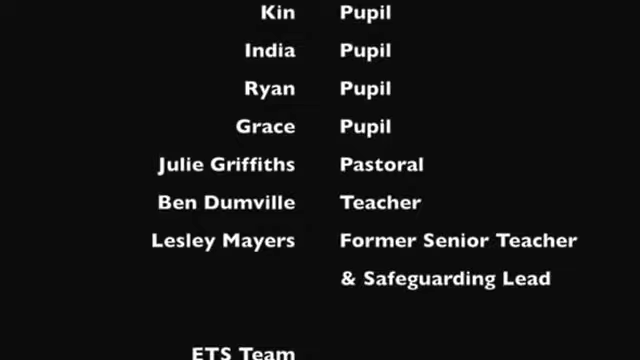 Kin Pupil
India Pupil
Ryan Pupil
Grace Pupil
Julie Griffiths Pastoral
Ben Dumville Teacher
Lesley Mayers Former Senior Teacher
& Safeguarding Lead
ETS Team